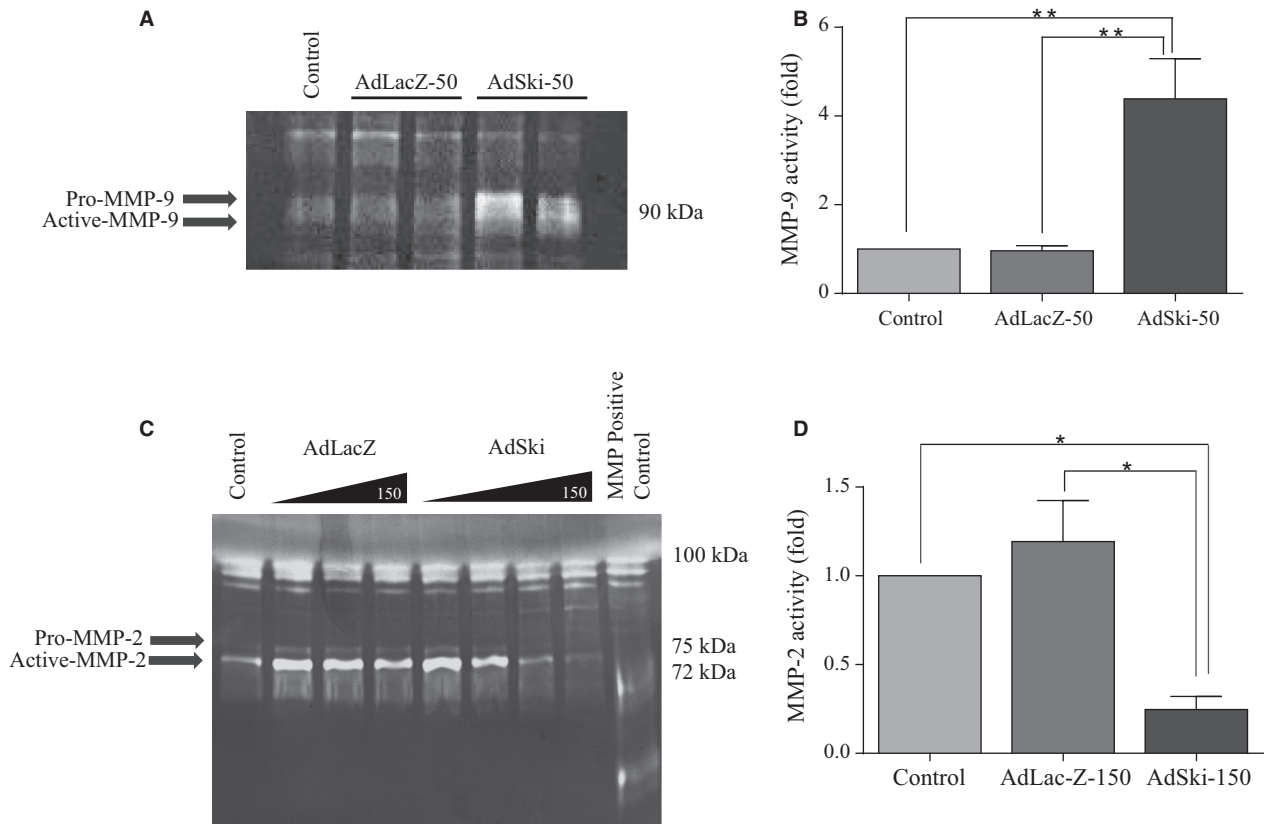 A
Control
AdLacZ-50
AdSki-50
Pro-MMP-9
Active-MMP-9
90 kDa
B
MMP-9 activity (fold)
6
4
2
0
**
**
Control
AdLacZ-50
AdSki-50
C
Control
AdLacZ
150
AdSki
150
MMP Positive
Control
Pro-MMP-2
Active-MMP-2
100 kDa
75 kDa
72 kDa
D
MMP-2 activity (fold)
1.5
1.0
0.5
0.0
*
*
Control
AdLac-Z-150
AdSki-150